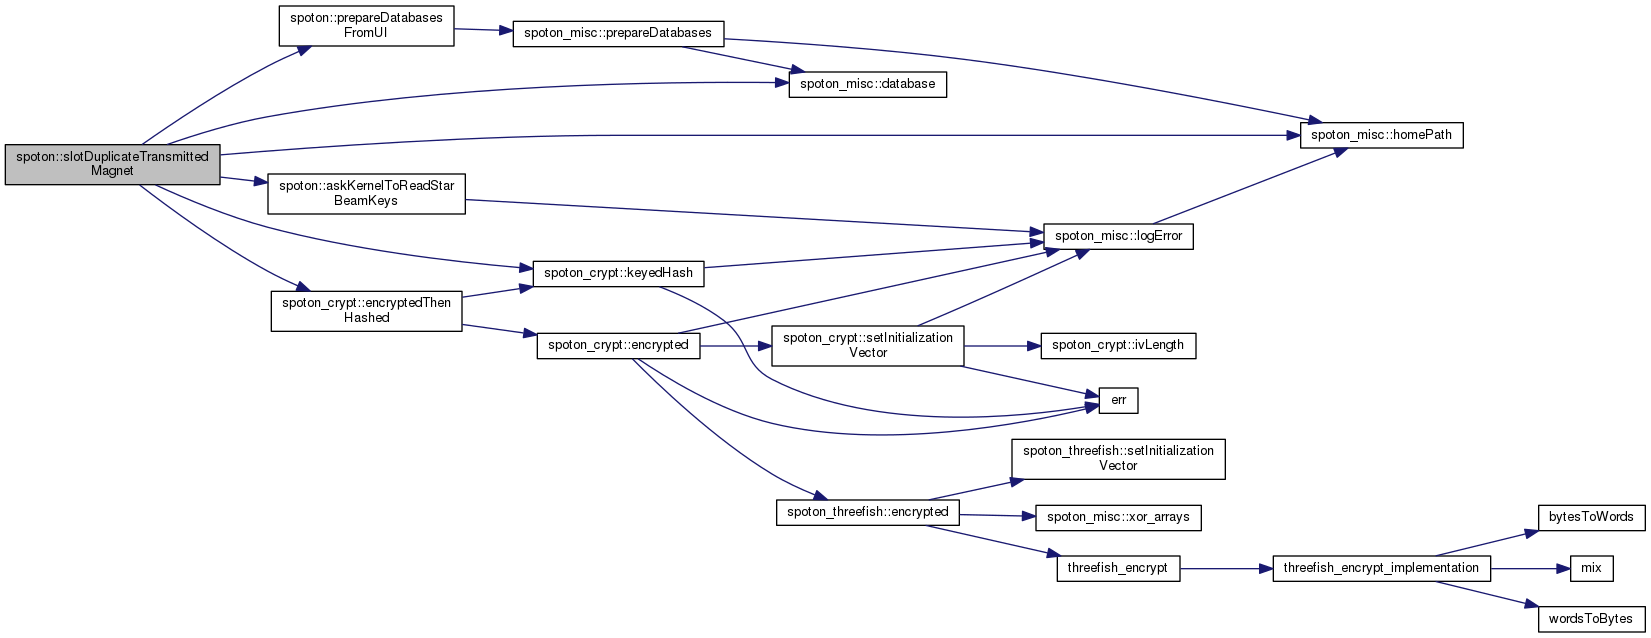 spoton::slotDuplicateTransmitted
Magnet
spoton::prepareDatabases
FromUI
spoton_misc::prepareDatabases
spoton_misc::database
spoton_misc::homePath
spoton::askKernelToReadStar
BeamKeys
spoton_misc::logError
spoton_crypt::keyedHash
spoton_crypt::encryptedThen
Hashed
spoton_crypt::encrypted
spoton_crypt::setInitialization
Vector
spoton_crypt::ivLength
err
spoton_threefish::setInitialization
Vector
spoton_threefish::encrypted
spoton_misc::xor_arrays
threefish_encrypt
threefish_encrypt_implementation
bytesToWords
mix
wordsToBytes